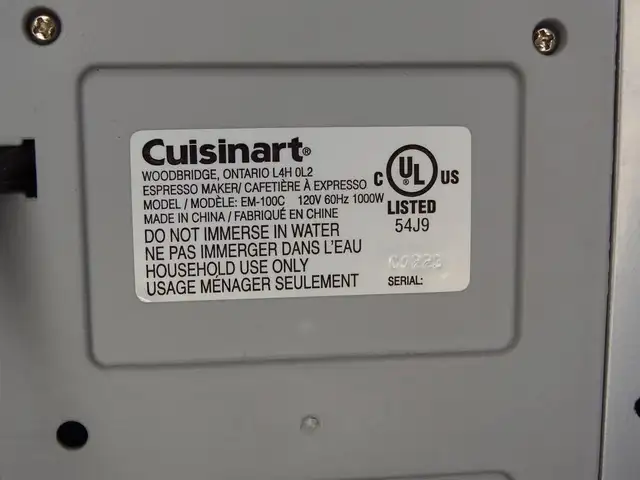 Cuisinart®
WOODBRIDGE, ONTARIO L4H 0L2
ESPRESSO MAKER/ CAFETIÈRE À EXPRESSO
MODEL / MODÈLE: EM-100C 120V 60Hz 1000W
MADE IN CHINA / FABRIQUÉ EN CHINE
DO NOT IMMERSE IN WATER
NE PAS IMMERGER DANS L'EAU
HOUSEHOLD USE ONLY
USAGE MÉNAGER SEULEMENT
C UL US
LISTED
54J9
SERIAL: